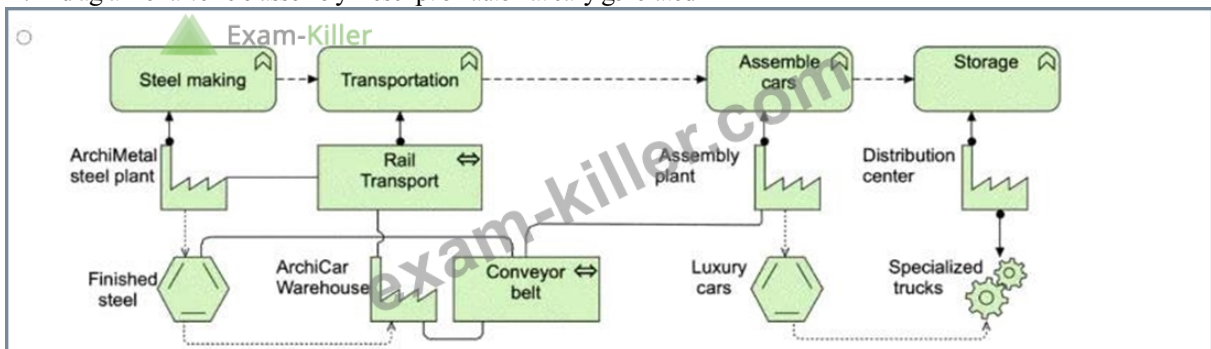 Exam-Killer
Steel making
Transportation
Assemble
cars
Storage
ArchiMetal
steel plant
Rail
Transport
Assembly
plant
Distribution
center
Finished
steel
ArchiCar
Warehouse
Conveyor
belt
Luxury
cars
Specialized
trucks
exam-killer.com